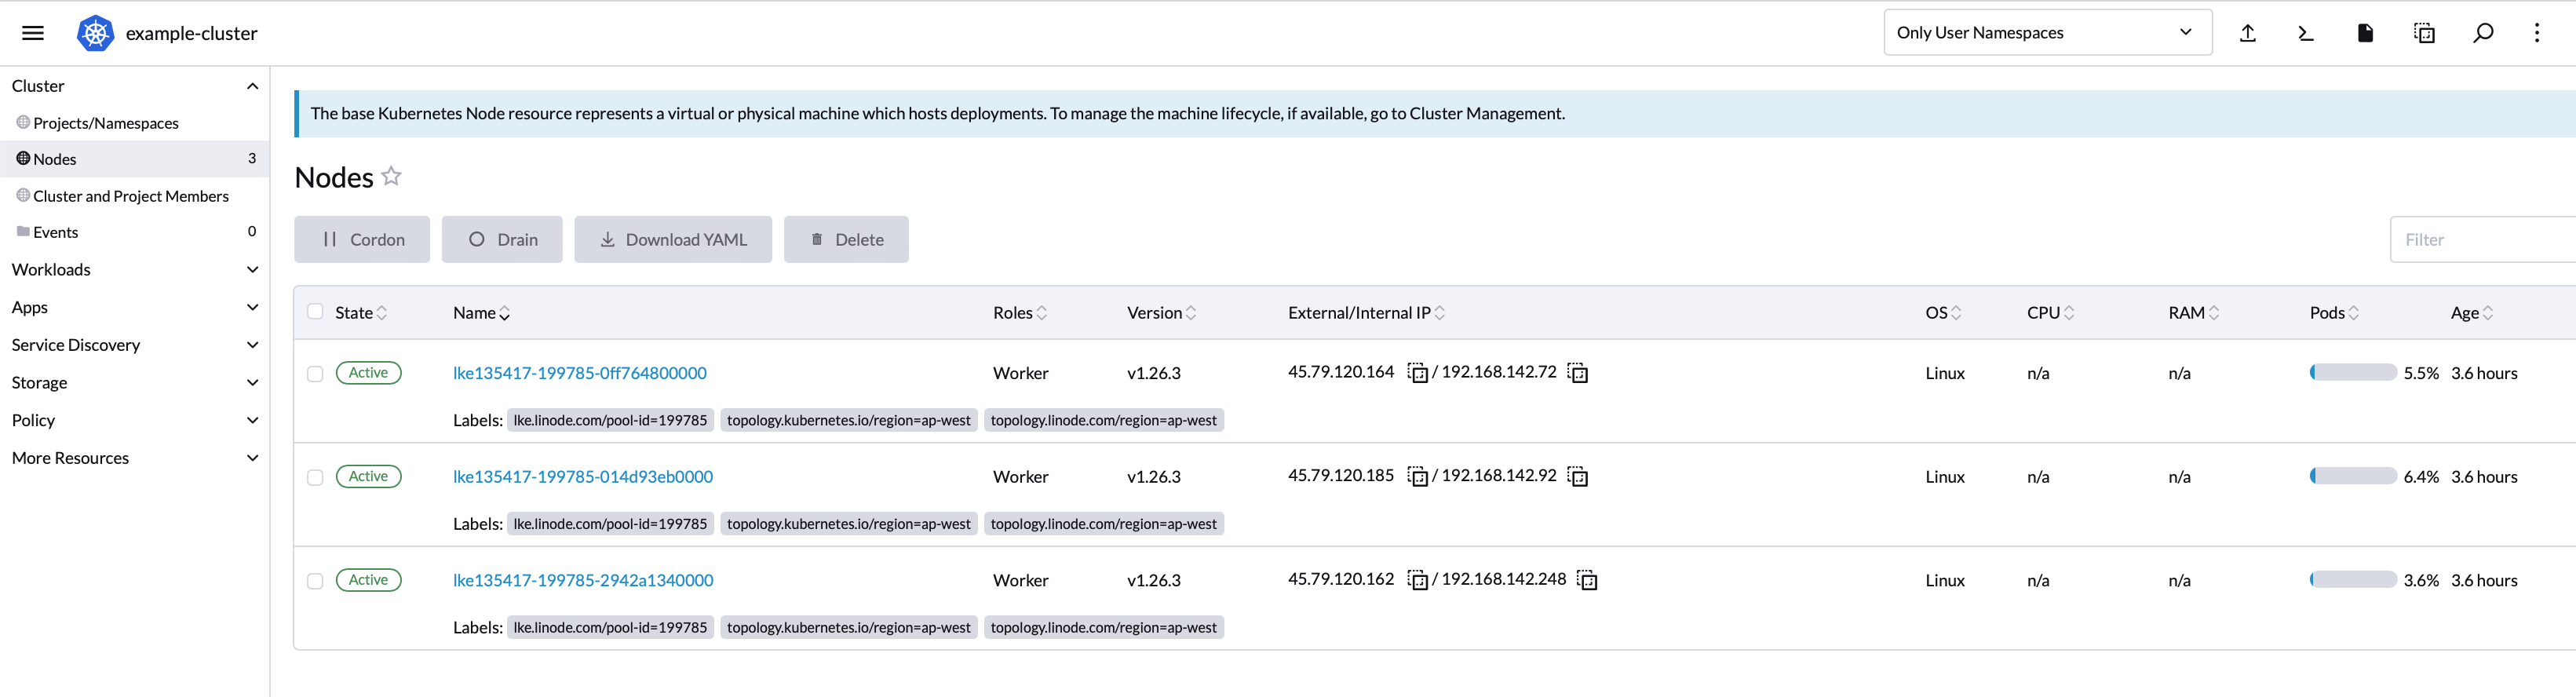 example-cluster
Only User Namespaces
Cluster
Projects/Namespaces
Nodes 3
Cluster and Project Members
Events 0
Workloads
Apps
Service Discovery
Storage
Policy
More Resources
The base Kubernetes Node resource represents a virtual or physical machine which hosts deployments. To manage the machine lifecycle, if available, go to Cluster Management.
Nodes
Cordon Drain Download YAML Delete
Filter
State Name Roles Version External/Internal IP OS CPU RAM Pods Age
Active lke135417-199785-0ff764800000 Worker v1.26.3 45.79.120.164 / 192.168.142.72 Linux n/a n/a 5.5% 3.6 hours
Labels: lke.linode.com/pool-id=199785 topology.kubernetes.io/region=ap-west topology.linode.com/region=ap-west
Active lke135417-199785-014d93eb0000 Worker v1.26.3 45.79.120.185 / 192.168.142.92 Linux n/a n/a 6.4% 3.6 hours
Labels: lke.linode.com/pool-id=199785 topology.kubernetes.io/region=ap-west topology.linode.com/region=ap-west
Active lke135417-199785-2942a1340000 Worker v1.26.3 45.79.120.162 / 192.168.142.248 Linux n/a n/a 3.6% 3.6 hours
Labels: lke.linode.com/pool-id=199785 topology.kubernetes.io/region=ap-west topology.linode.com/region=ap-west